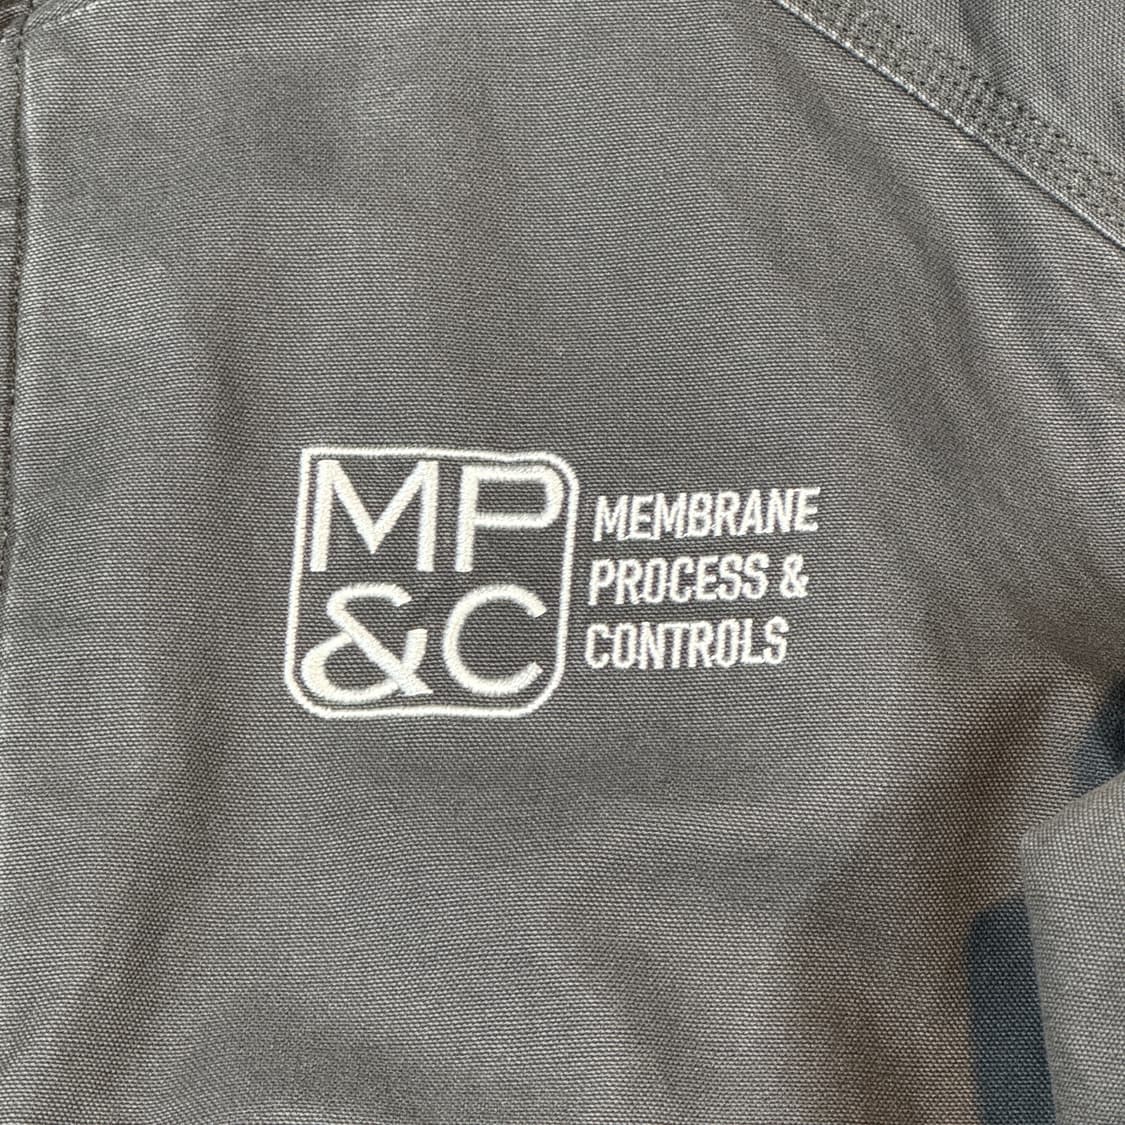 MP
&C
MEMBRANE
PROCESS &
CONTROLS